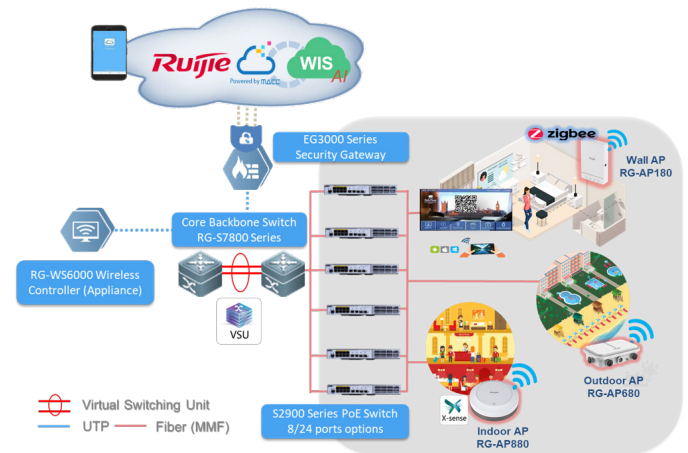 Ruijie
Powered by MACC
WIS
AI
EG3000 Series
Security Gateway
zigbee
Wall AP
RG-AP180
Core Backbone Switch
RG-S7800 Series
RG-WS6000 Wireless
Controller (Appliance)
VSU
Outdoor AP
RG-AP680
Virtual Switching Unit
UTP
Fiber (MMF)
S2900 Series PoE Switch
8/24 ports options
X-sense
Indoor AP
RG-AP880